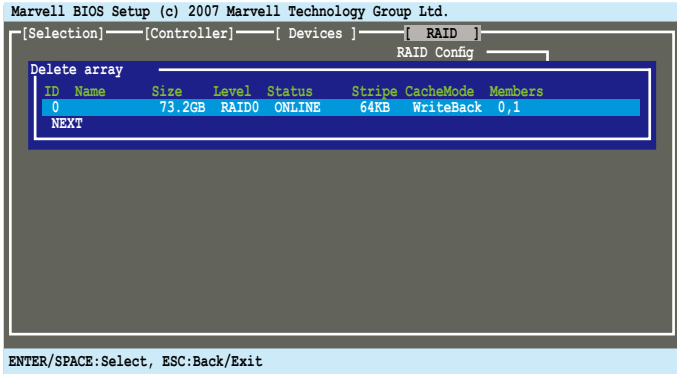 Marvell BIOS Setup (c) 2007 Marvell Technology Group Ltd.
[Selection] [Controller] [ Devices ] [ RAID ]
RAID Config
Delete array
ID Name Size Level Status Stripe CacheMode Members
0 73.2GB RAID0 ONLINE 64KB WriteBack 0,1
NEXT
ENTER/SPACE:Select, ESC:Back/Exit